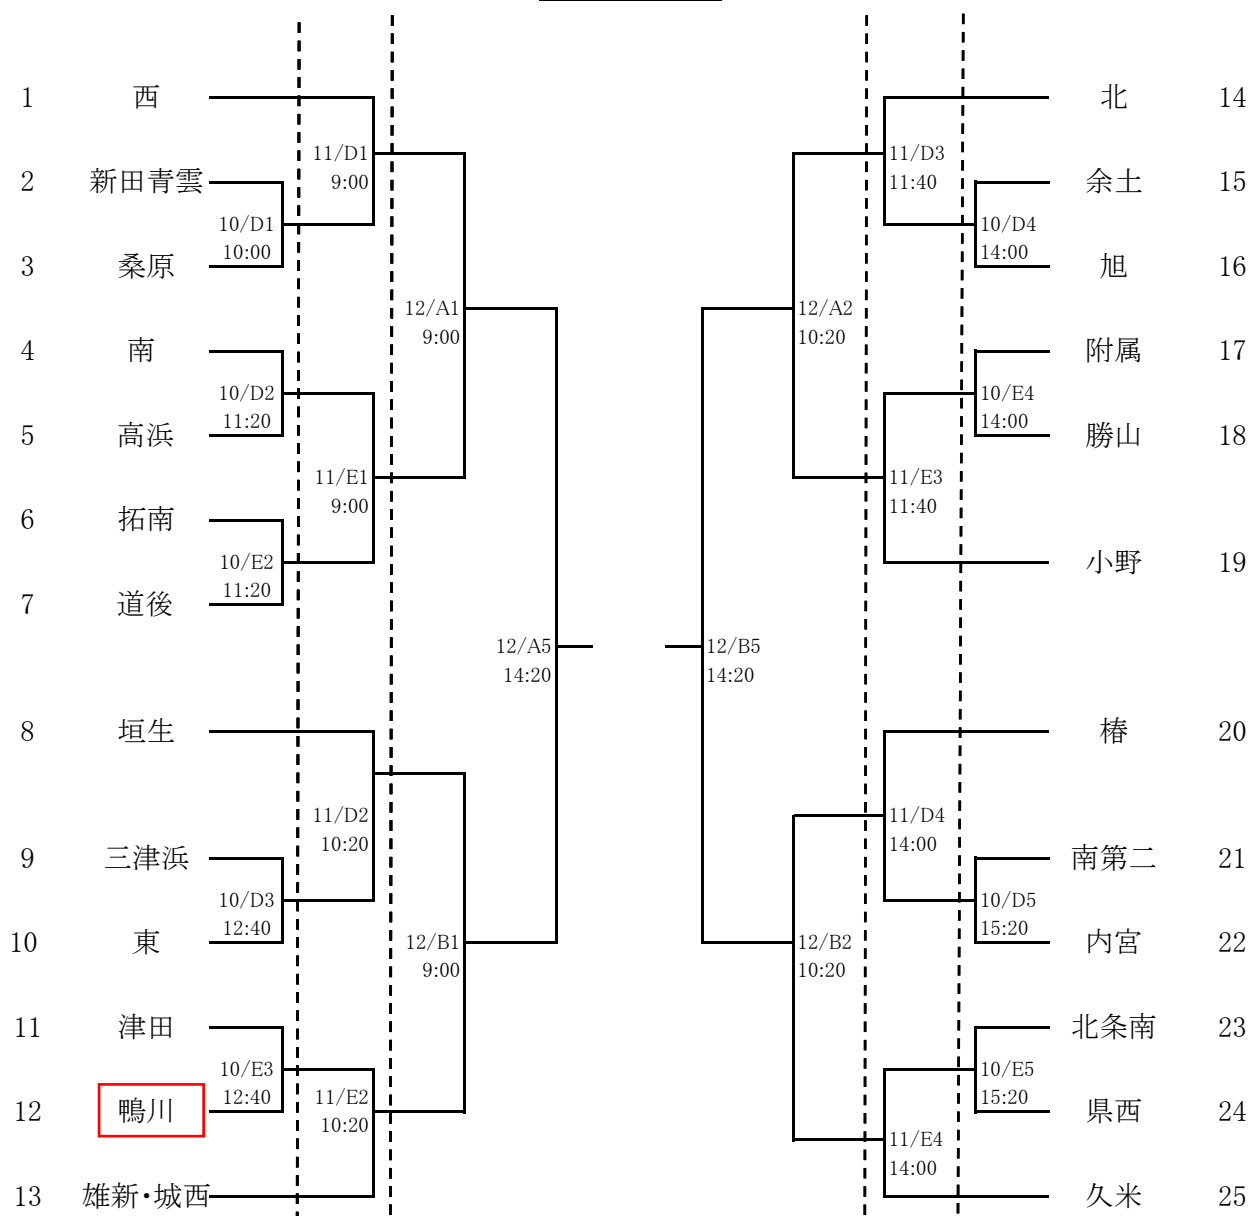 1 西
11/D1
9:00
2 新田青雲
10/D1
10:00
3 桑原
12/A1
9:00
4 南
10/D2
11:20
5 高浜
11/E1
9:00
6 拓南
10/E2
11:20
7 道後
12/A5
14:20
8 垣生
11/D2
10:20
9 三津浜
10/D3
12:40
10 東
12/B1
9:00
11 津田
10/E3
12:40
12 鴨川
11/E2
10:20
13 雄新・城西
北 14
11/D3
11:40
余土 15
10/D4
14:00
旭 16
12/A2
10:20
附属 17
10/E4
14:00
勝山 18
11/E3
11:40
小野 19
12/B5
14:20
椿 20
11/D4
14:00
南第二 21
10/D5
15:20
内宮 22
12/B2
10:20
北条南 23
10/E5
15:20
県西 24
11/E4
14:00
久米 25